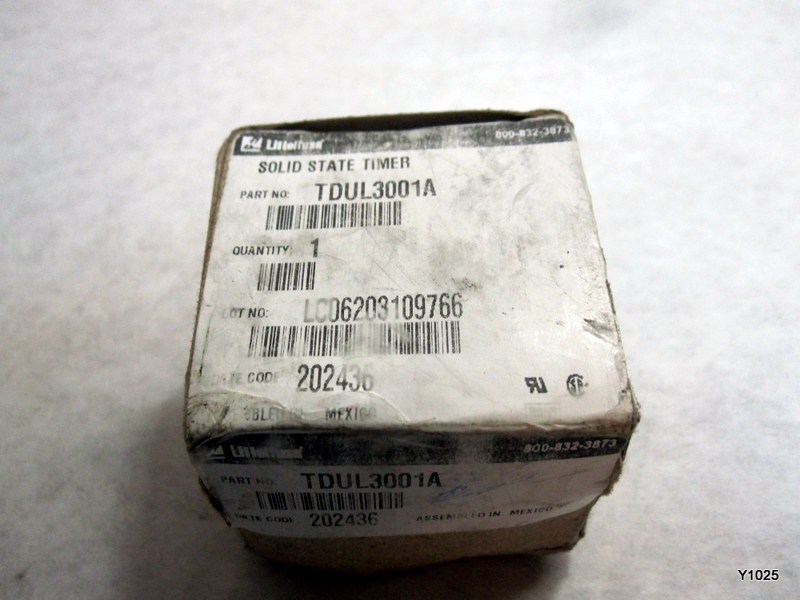 Littelfuse 800-832-3873
SOLID STATE TIMER
PART NO: TDUL3001A
QUANTITY: 1
LOT NO: LC06203109766
DATE CODE 202436
MEXICO
Littelfuse 800-832-3873
PART NO: TDUL3001A
DATE CODE 202436 ASSEMBLED IN: MEXICO
Y1025